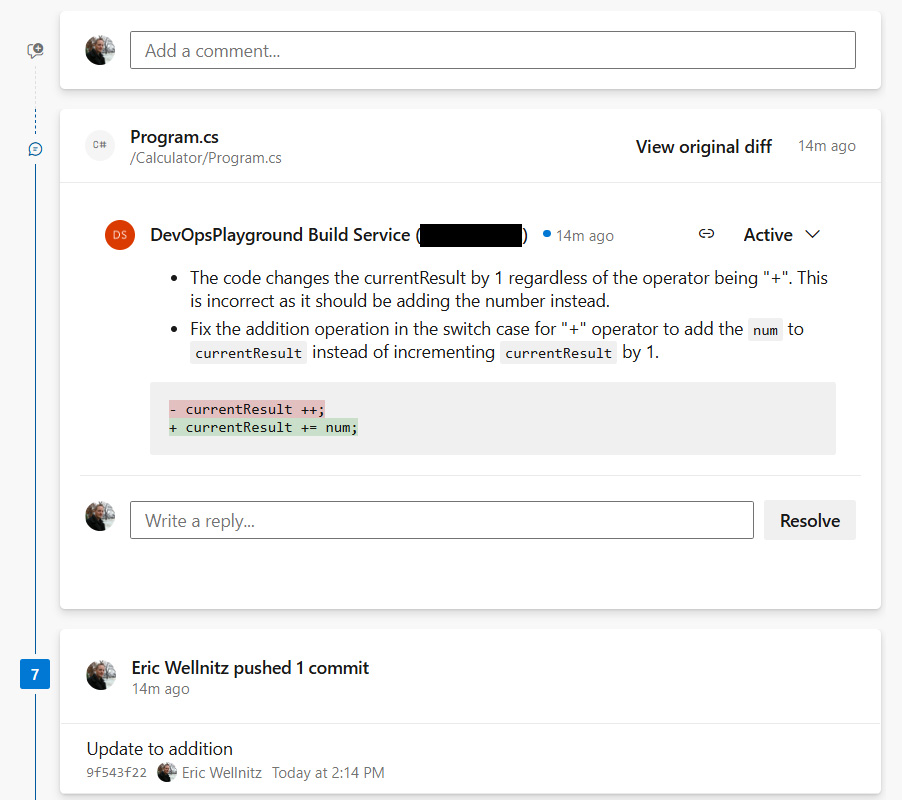 Add a comment...
C#
Program.cs
View original diff
14m ago
/Calculator/Program.cs
DS
DevOpsPlayground Build Service (
)
14m ago
Active
The code changes the currentResult by 1 regardless of the operator being "+". This
is incorrect as it should be adding the number instead.
Fix the addition operation in the switch case for "+" operator to add the num to
currentResult instead of incrementing currentResult by 1.
- currentResult ++;
+ currentResult += num;
Write a reply...
Resolve
7
Eric Wellnitz pushed 1 commit
14m ago
Update to addition
9f543f22 Eric Wellnitz Today at 2:14 PM